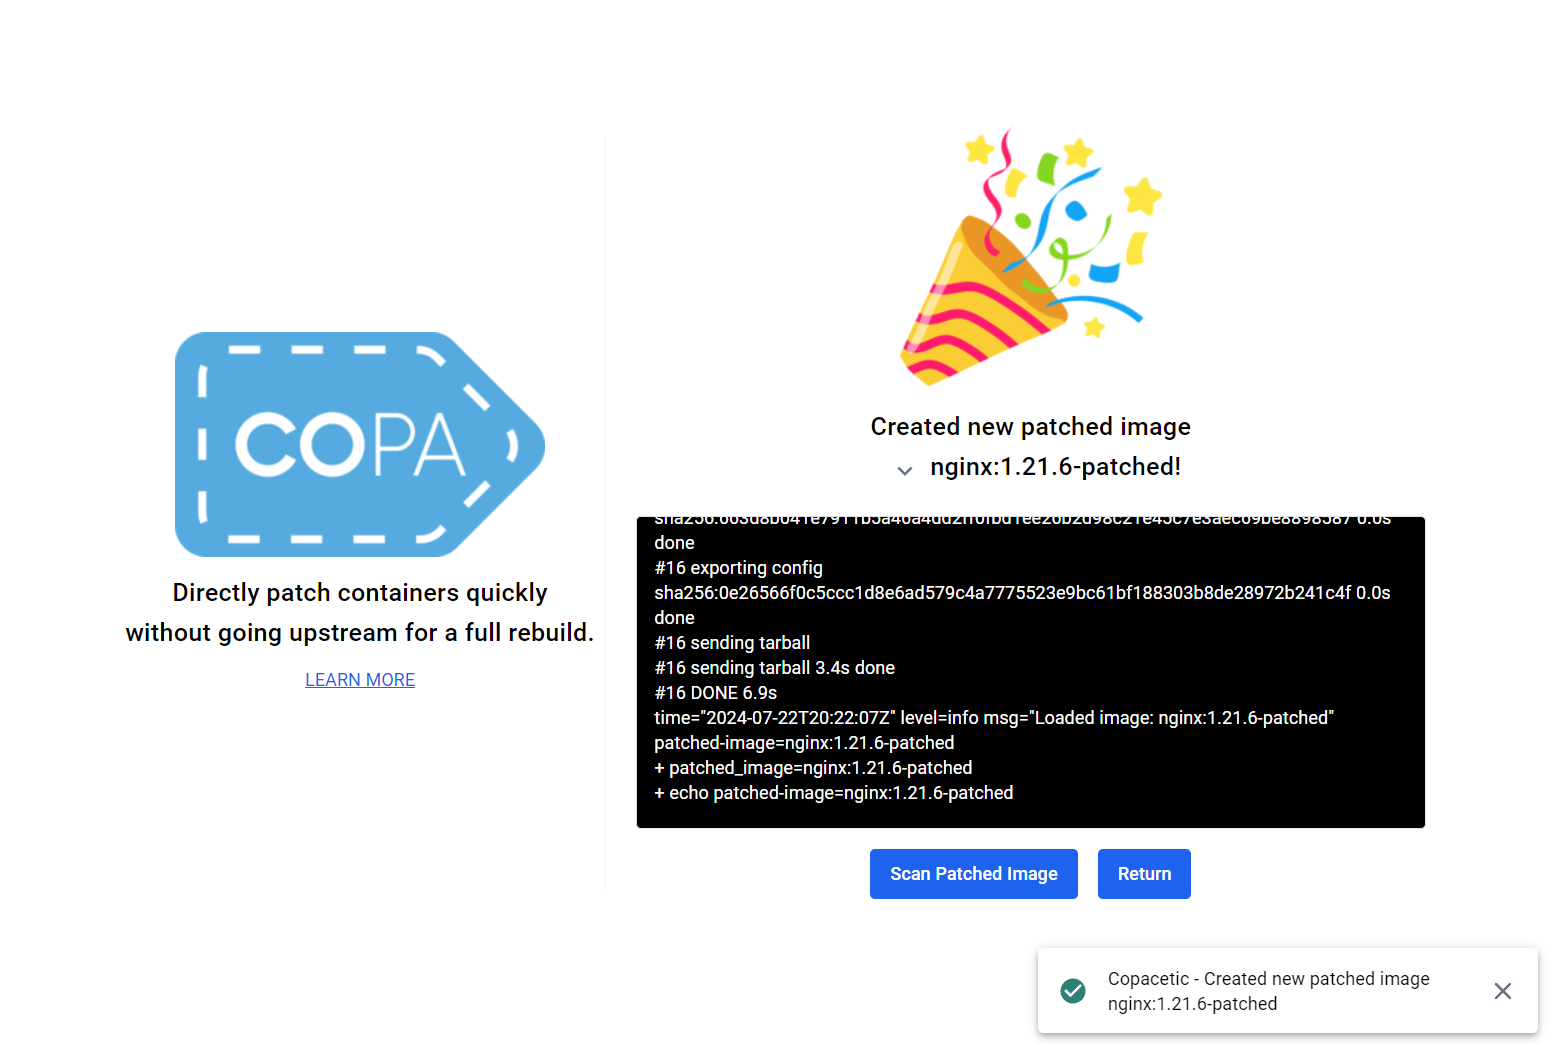 COPA
Directly patch containers quickly
without going upstream for a full rebuild.
LEARN MORE
Created new patched image
nginx:1.21.6-patched!
done
#16 exporting config
sha256:0e26566f0c5ccc1d8e6ad579c4a7775523e9bc61bf188303b8de28972b241c4f 0.0s
done
#16 sending tarball
#16 sending tarball 3.4s done
#16 DONE 6.9s
time="2024-07-22T20:22:07Z" level=info msg="Loaded image: nginx:1.21.6-patched"
patched-image=nginx:1.21.6-patched
+ patched_image=nginx:1.21.6-patched
+ echo patched-image=nginx:1.21.6-patched
Scan Patched Image
Return
Copacetic - Created new patched image
nginx:1.21.6-patched